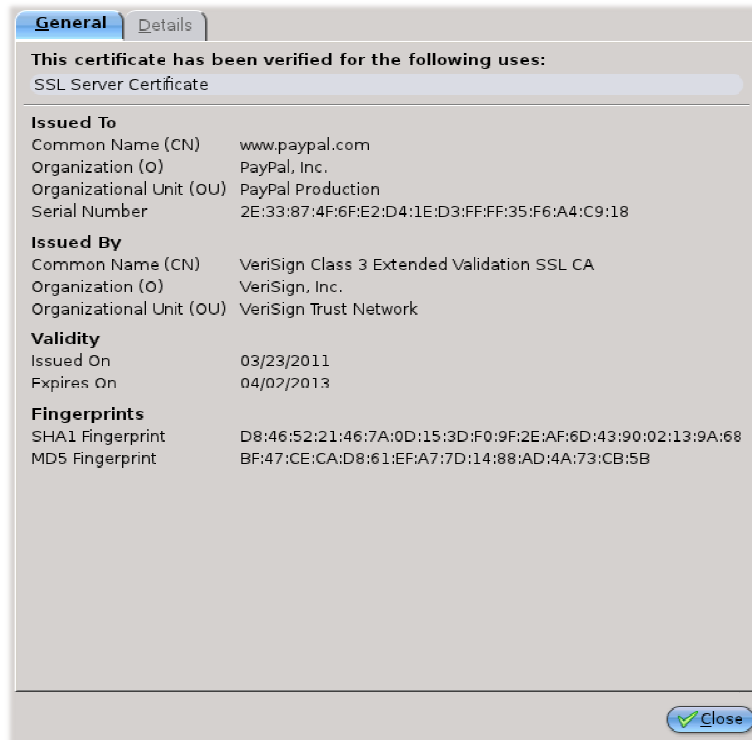 General Details
This certificate has been verified for the following uses:
SSL Server Certificate
Issued To
Common Name (CN) www.paypal.com
Organization (O) PayPal, Inc.
Organizational Unit (OU) PayPal Production
Serial Number 2E:33:87:4F:6F:E2:D4:1E:D3:FF:FF:35:F6:A4:C9:18
Issued By
Common Name (CN) VeriSign Class 3 Extended Validation SSL CA
Organization (O) VeriSign, Inc.
Organizational Unit (OU) VeriSign Trust Network
Validity
Issued On 03/23/2011
Expires On 04/02/2013
Fingerprints
SHA1 Fingerprint D8:46:52:21:46:7A:0D:15:3D:F0:9F:2E:AF:6D:43:90:02:13:9A:68
MD5 Fingerprint BF:47:CE:CA:D8:61:EF:A7:7D:14:88:AD:4A:73:CB:5B
Close